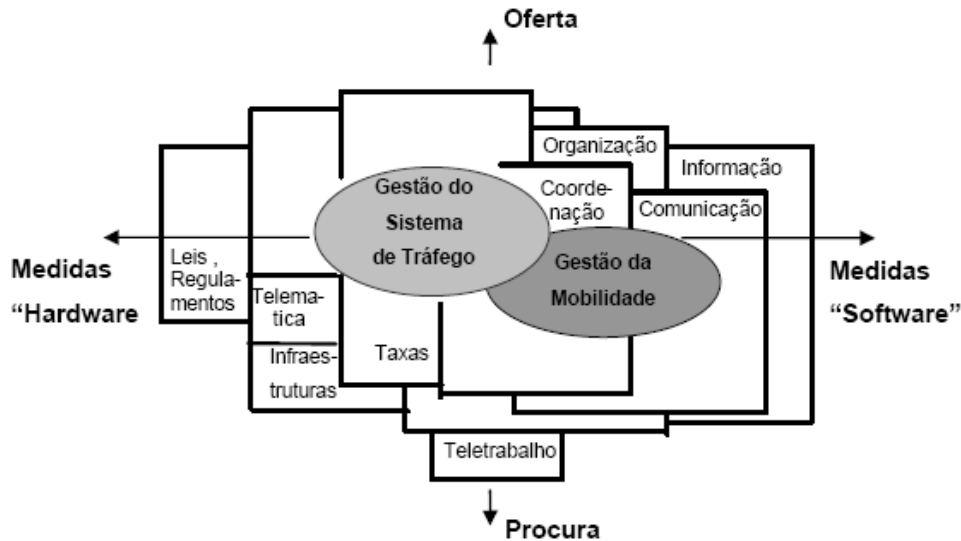 Oferta
Organização
Informação
Gestão do
Sistema
de Tráfego
Coorde-
nação
Comunicação
Medidas
“Hardware
Leis ,
Regula-
mentos
Gestão da
Mobilidade
Medidas
“Software”
Telema-
tica
Infraes-
truturas
Taxas
Teletrabalho
Procura